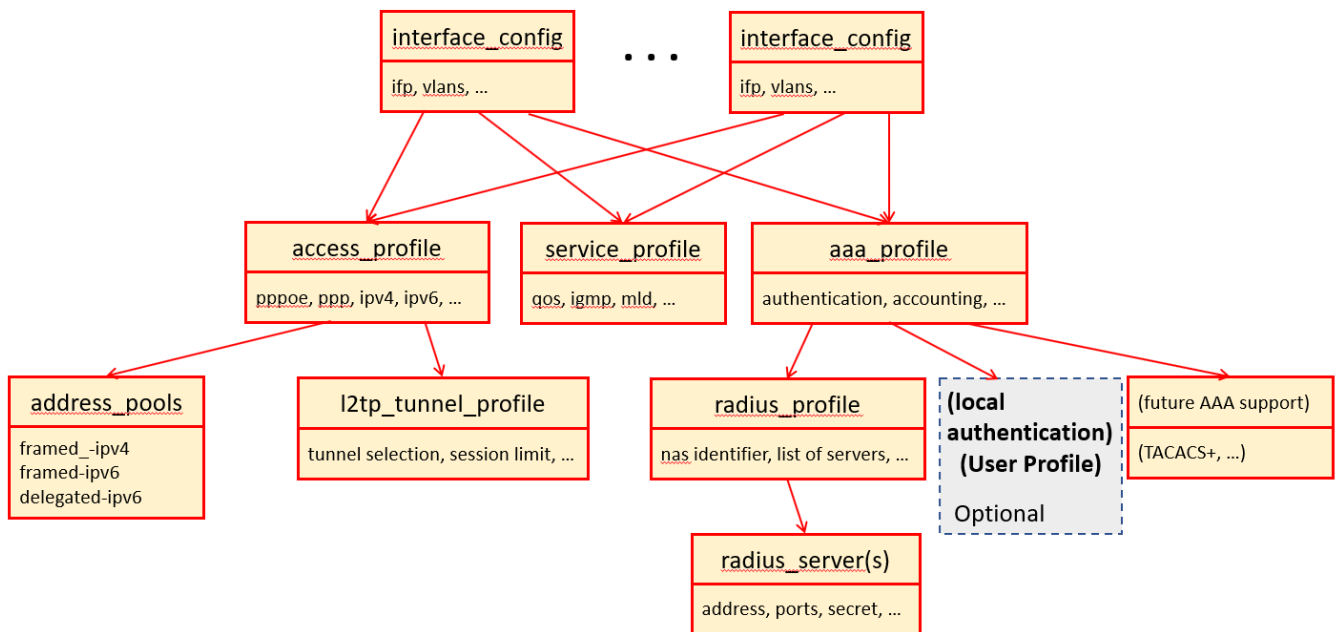 interface_config
ifp, vlans, ...
. . .
interface_config
ifp, vlans, ...
access_profile
pppoe, ppp, ipv4, ipv6, ...
service_profile
qos, igmp, mld, ...
aaa_profile
authentication, accounting, ...
address_pools
framed_-ipv4
framed-ipv6
delegated-ipv6
l2tp_tunnel_profile
tunnel selection, session limit, ...
radius_profile
nas identifier, list of servers, ...
(local
authentication)
(User Profile)
Optional
(future AAA support)
(TACACS+, ...)
radius_server(s)
address, ports, secret, ...